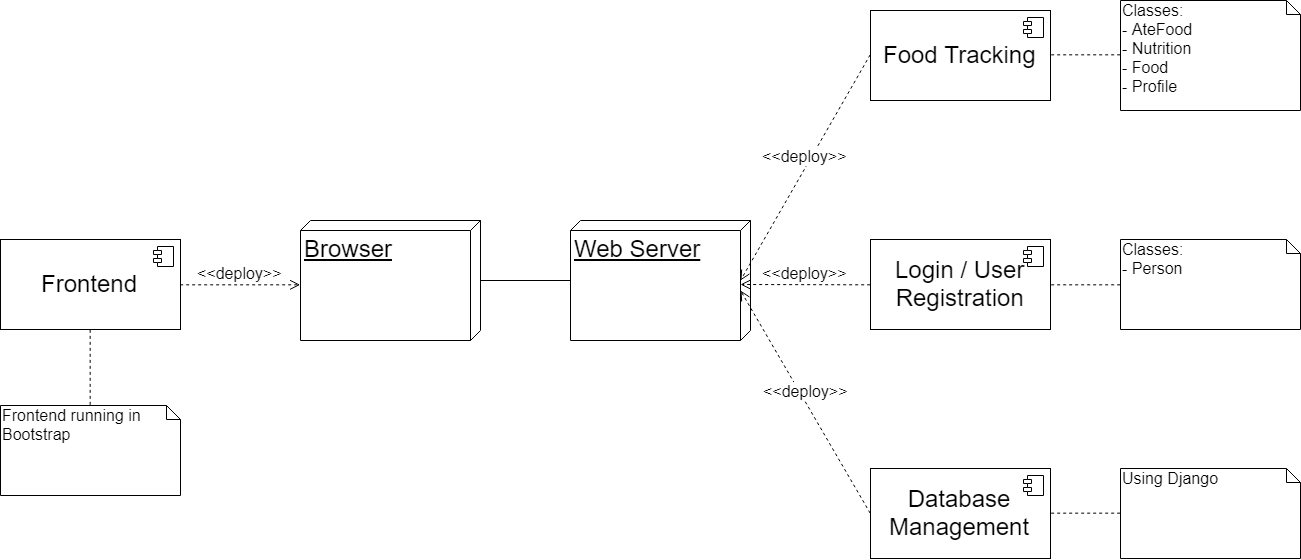 Classes:
- AteFood
- Nutrition
- Food
- Profile
Food Tracking
<<deploy>>
Frontend
<<deploy>>
Browser
Web Server
<<deploy>>
Login / User
Registration
Classes:
- Person
<<deploy>>
Frontend running in
Bootstrap
Database
Management
Using Django